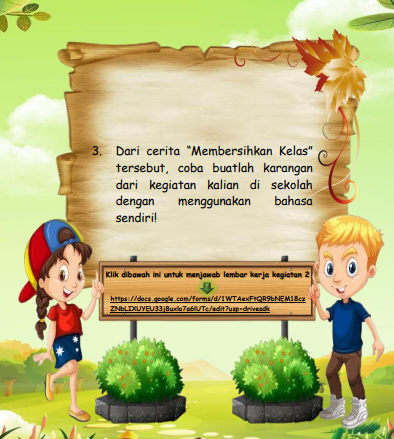 3. Dari cerita “Membersihkan Kelas”
tersebut, coba buatlah karangan
dari kegiatan kalian di sekolah
dengan menggunakan bahasa
sendiri!
Klik dibawah ini untuk menjawab lembar kerja kegiatan 2
https://docs.google.com/forms/d/1WTAexFtQR9bNEM18cz
ZNbLIXUYEU33j8uxlo7a6lUTc/edit?usp=drivesdk